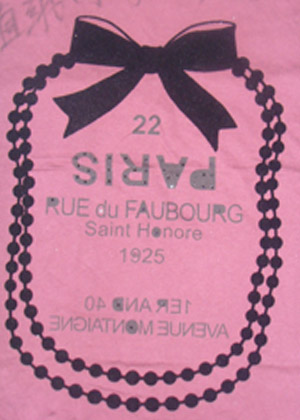 22
PARIS
RUE du FAUBOURG
Saint Honore
1925
1ER AND 40
AVENUE MONTAIGNE